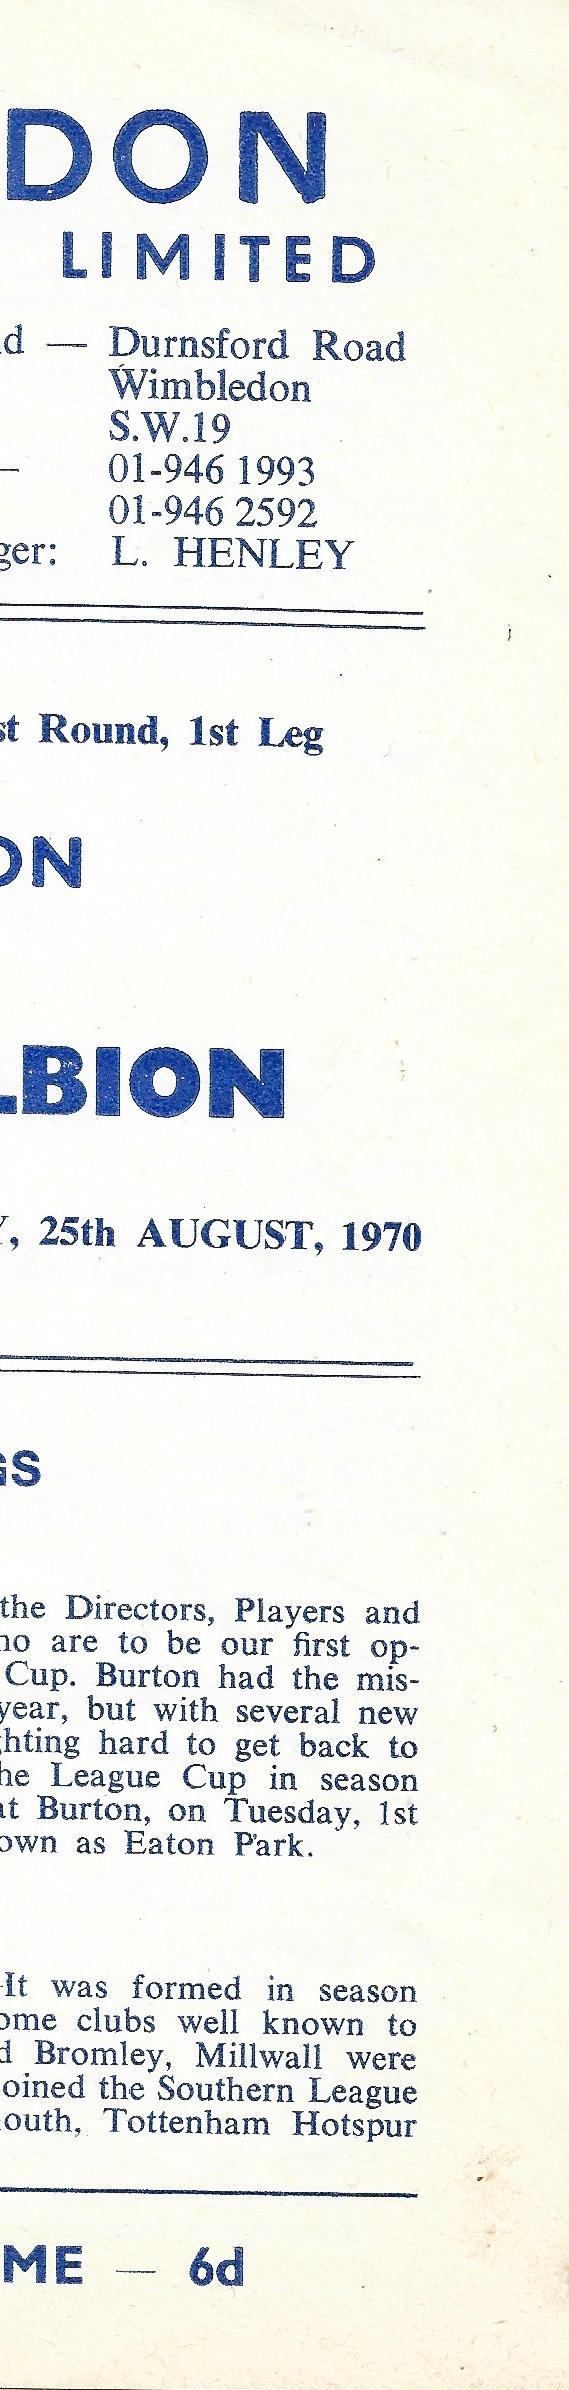 DON
LIMITED
d — Durnsford Road
Wimbledon
S.W.19
— 01-946 1993
01-946 2592
ger: L. HENLEY
st Round, 1st Leg
ON
LBION
Y, 25th AUGUST, 1970
GS
the Directors, Players and
ho are to be our first op-
Cup. Burton had the mis-
year, but with several new
hting hard to get back to
he League Cup in season
at Burton, on Tuesday, 1st
own as Eaton Park.
It was formed in season
ome clubs well known to
d Bromley, Millwall were
oined the Southern League
outh, Tottenham Hotspur
ME — 6d